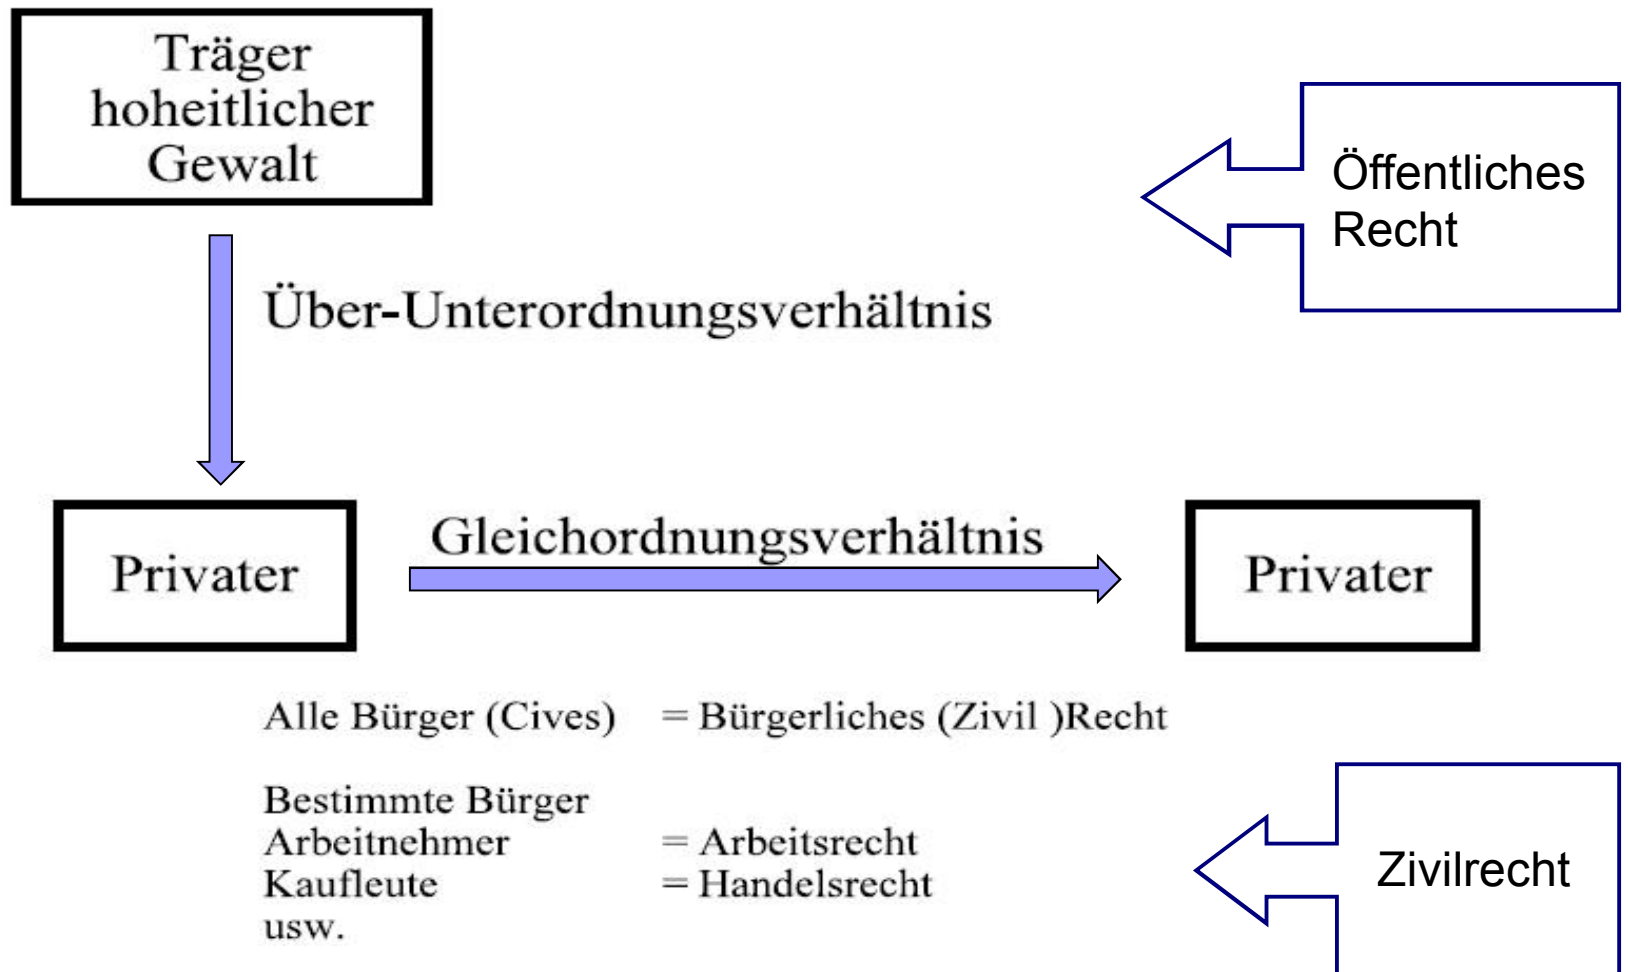 Träger
hoheitlicher
Gewalt
Öffentliches
Recht
Über-Unterordnungsverhältnis
Gleichordnungsverhältnis
Privater
Privater
Alle Bürger (Cives) = Bürgerliches (Zivil )Recht
Bestimmte Bürger
Arbeitnehmer = Arbeitsrecht
Kaufleute = Handelsrecht
usw.
Zivilrecht